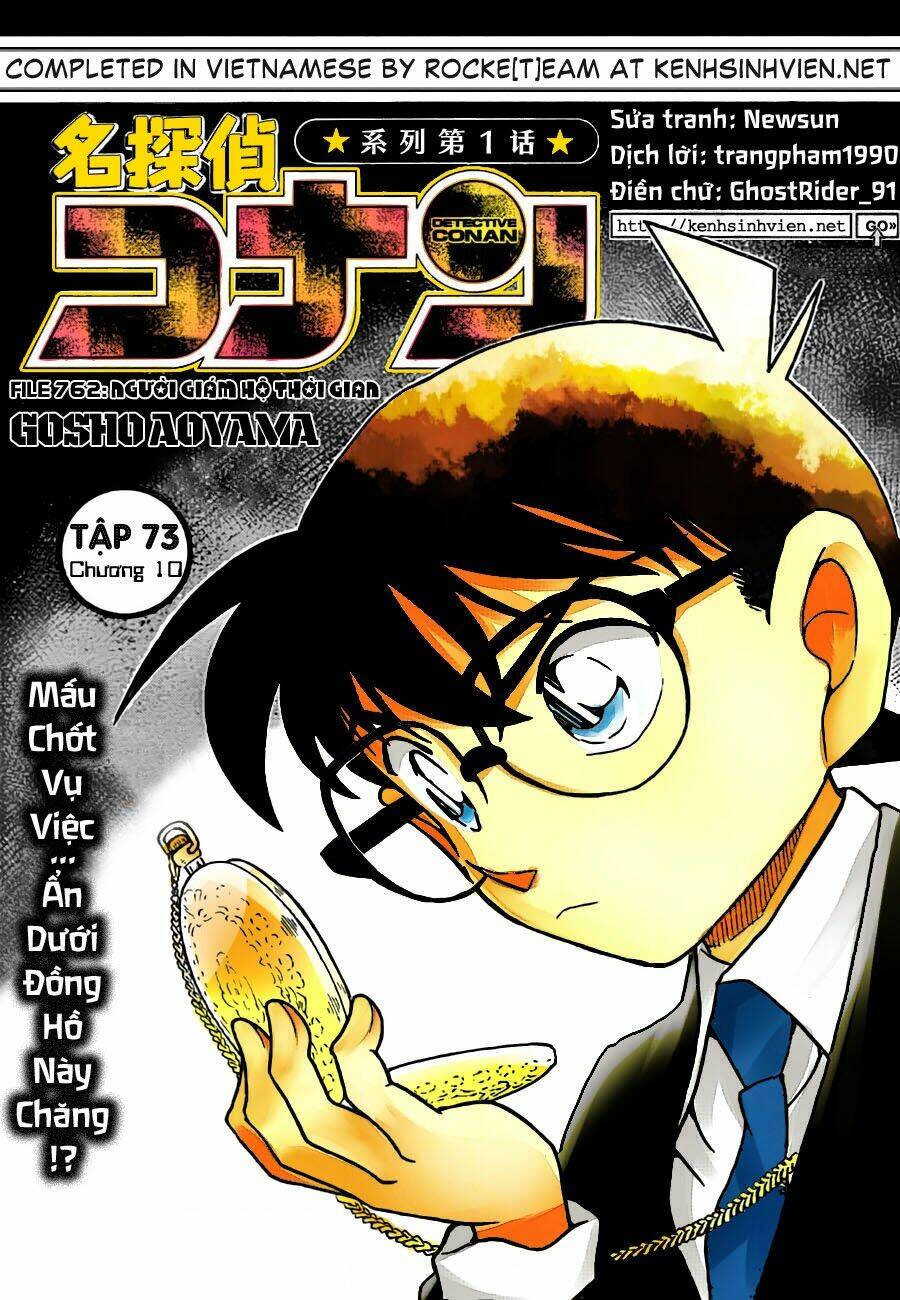 COMPLETED IN VIETNAMESE BY ROCKE[T]EAM AT KENHSINHVIEN.NET
名探偵
★ 系列第1话 ★
Sửa tranh: Newsun
Dịch lời: trangpham1990
Điền chữ: GhostRider_91
http://kenhsinhvien.net GO»
コナン
DETECTIVE
CONAN
FILE 762: NGƯỜI GIÁM HỘ THỜI GIAN
GOSHO AOYAMA
TẬP 73
Chương 10
Mấu
Chốt
Vụ
Việc
...
Ẩn
Dưới
Đồng
Hồ
Này
Chăng
!?